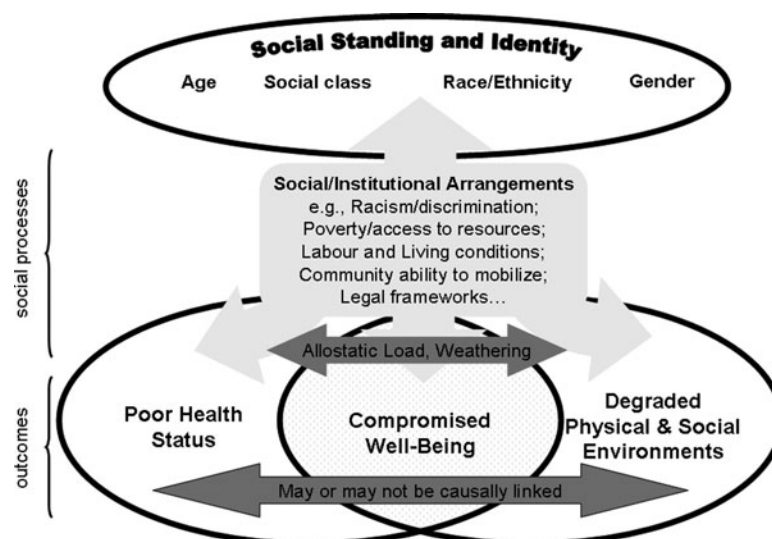 Social Standing and Identity
Age Social class Race/Ethnicity Gender
social processes
Social/Institutional Arrangements
e.g., Racism/discrimination;
Poverty/access to resources;
Labour and Living conditions;
Community ability to mobilize;
Legal frameworks...
Allostatic Load, Weathering
outcomes
Poor Health
Status
Compromised
Well-Being
Degraded
Physical & Social
Environments
May or may not be causally linked